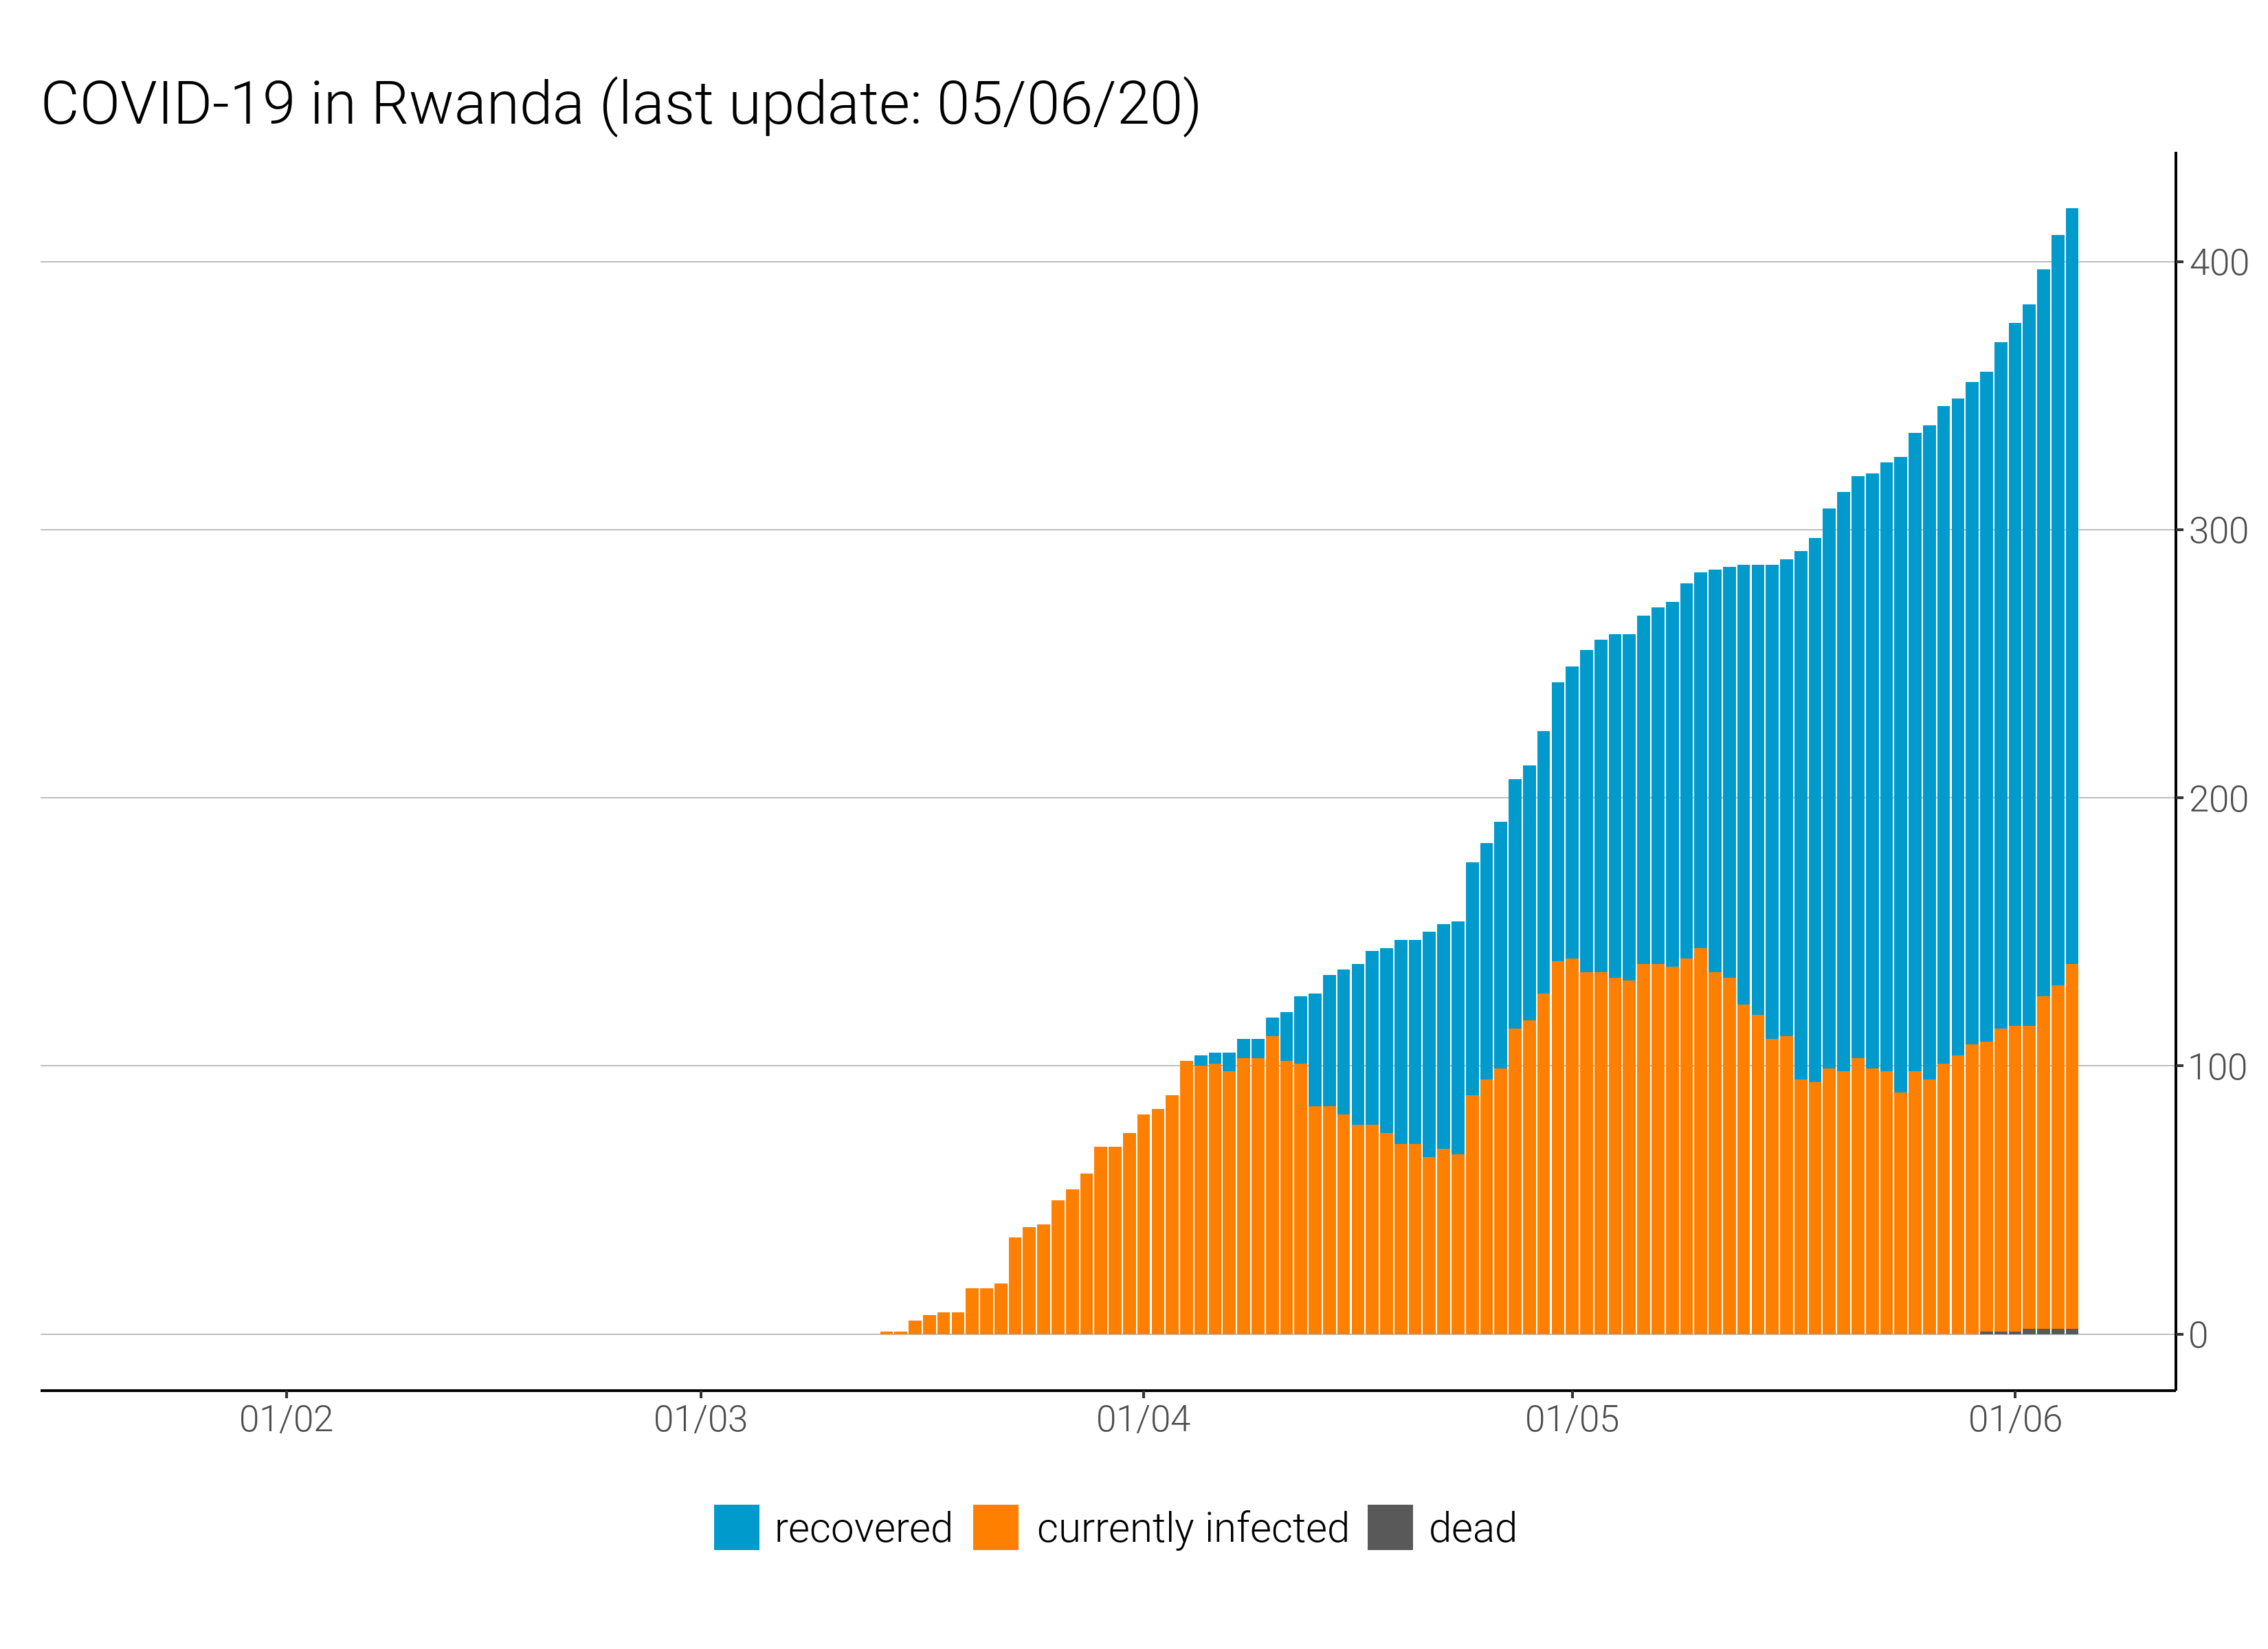 COVID-19 in Rwanda (last update: 05/06/20)
400
300
200
100
0
01/02 01/03 01/04 01/05 01/06
recovered currently infected dead